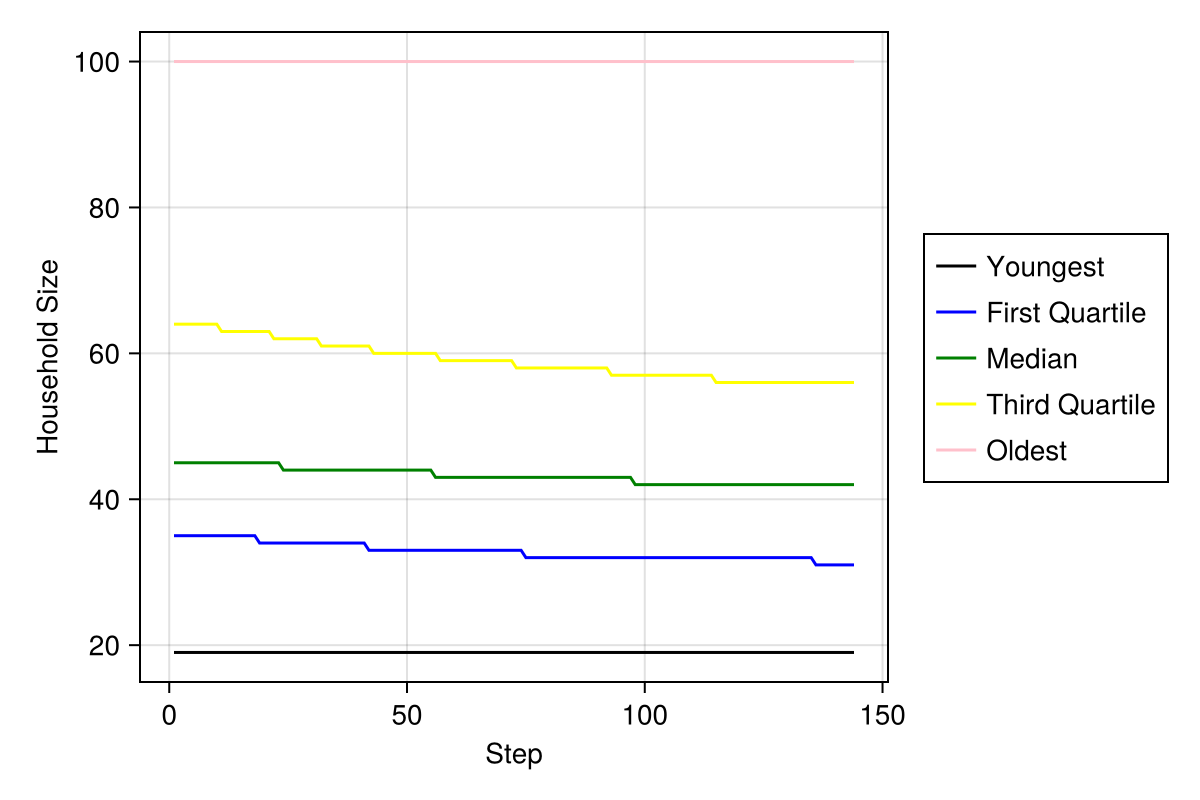 100
80
60
40
20
Household Size
0 50 100 150
Step
Youngest
First Quartile
Median
Third Quartile
Oldest